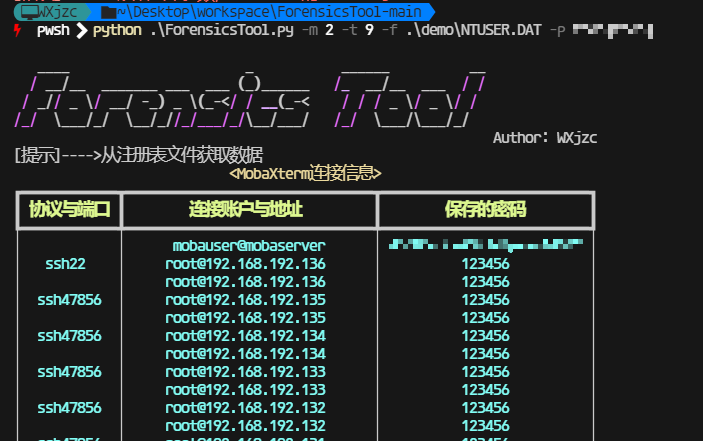 WXjzc ~\Desktop\workspace\ForensicsTool-main
pwsh python .\ForensicsTool.py -m 2 -t 9 -f .\demo\NTUSER.DAT -p
Forensics Tool
Author: WXjzc
[提示]---->从注册表文件获取数据
<MobaXterm连接信息>
协议与端口 连接账户与地址 保存的密码
mobauser@mobaserver
ssh22 root@192.168.192.136 123456
root@192.168.192.136 123456
ssh47856 root@192.168.192.135 123456
root@192.168.192.135 123456
ssh47856 root@192.168.192.134 123456
root@192.168.192.134 123456
ssh47856 root@192.168.192.133 123456
root@192.168.192.133 123456
ssh47856 root@192.168.192.132 123456
root@192.168.192.132 123456